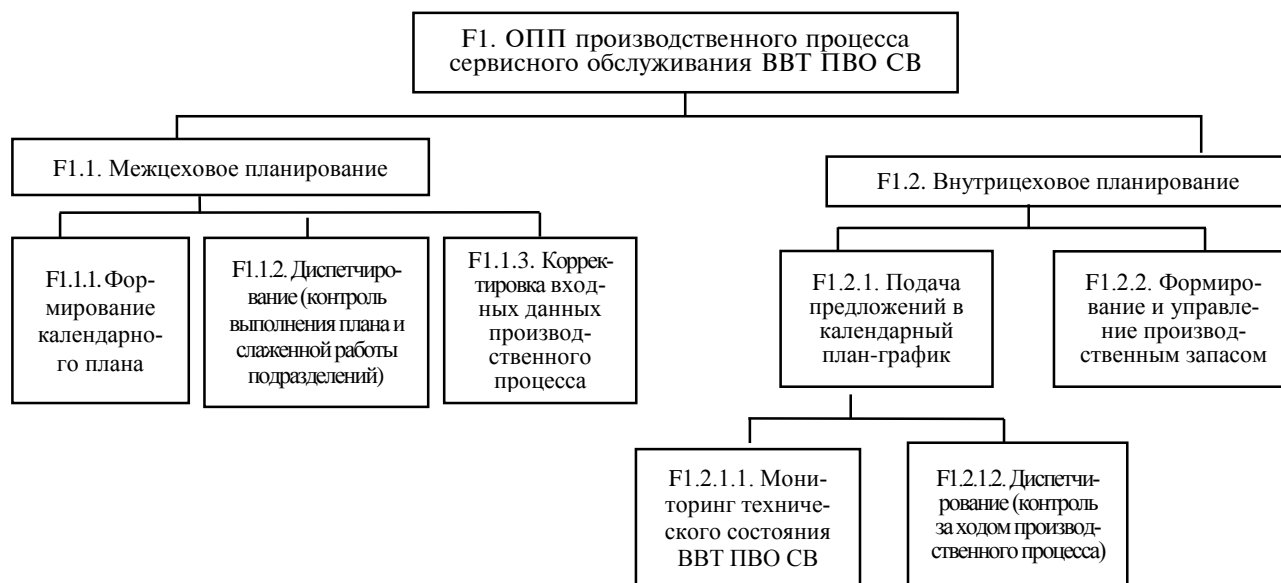 F1. ОПП производственного процесса
сервисного обслуживания ВВТ ПВО СВ
F1.1. Межцеховое планирование
F1.2. Внутрицеховое планирование
F1.1.1. Фор-
мирование
календарно-
го плана
F1.1.2. Диспетчиро-
вание (контроль
выполнения плана и
слаженной работы
подразделений)
F1.1.3. Коррек-
тировка вход-
ных данных
производ-
ственного
процесса
F1.2.1. Подача
предложений в
календарный
план-график
F1.2.2. Формиро-
вание и управле-
ние производ-
ственным запасом
F1.2.1.1. Мони-
торинг техниче-
ского состояния
ВВТ ПВО СВ
F1.2.1.2. Диспетчи-
рование (контроль
за ходом производ-
ственного процесса)